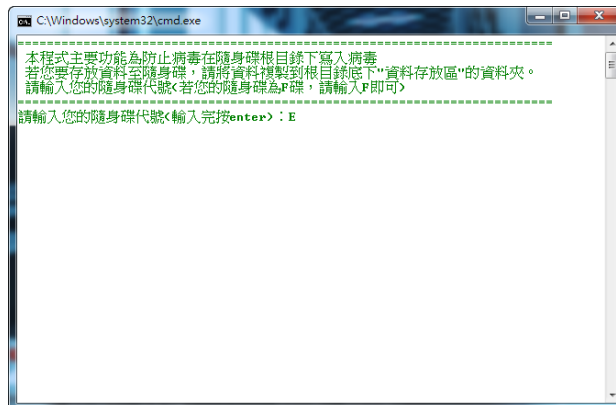 C:\Windows\system32\cmd.exe
================================================================
本程式主要功能為防止病毒在隨身碟根目錄下寫入病毒
若您要存放資料至隨身碟，請將資料複製到根目錄底下"資料存放區"的資料夾。
請輸入您的隨身碟代號(若您的隨身碟為F碟，請輸入F即可)
================================================================
請輸入您的隨身碟代號(輸入完按enter)：E